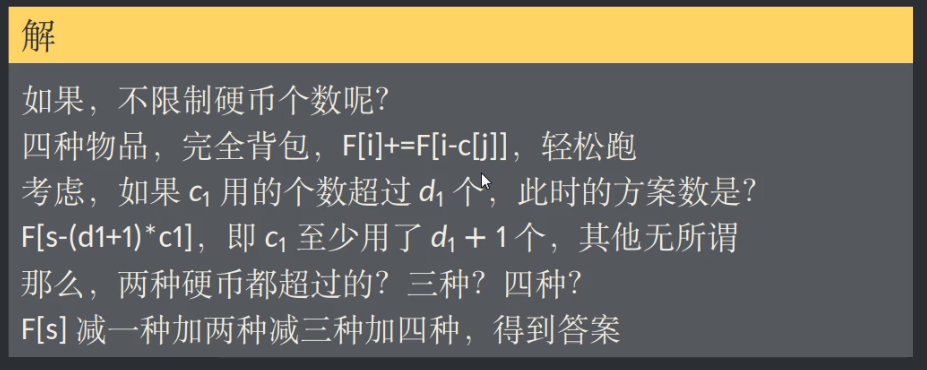 解
如果，不限制硬币个数呢？
四种物品，完全背包，F[i]+=F[i-c[j]]，轻松跑
考虑，如果 c₁ 用的个数超过 d₁ 个，此时的方案数是？
F[s-(d1+1)*c1]，即 c₁ 至少用了 d₁ + 1 个，其他无所谓
那么，两种硬币都超过的？三种？四种？
F[s] 减一种加两种减三种加四种，得到答案